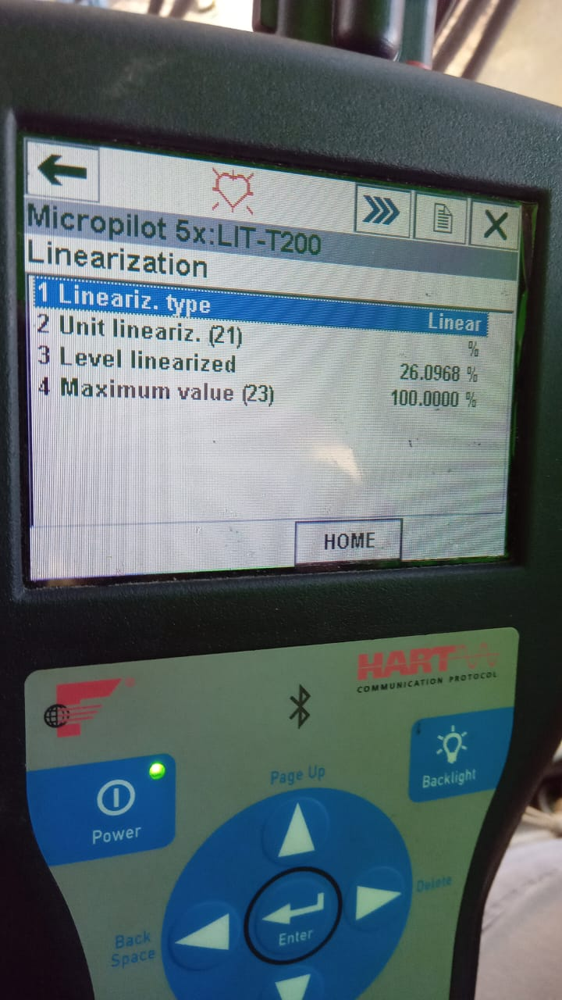 Micropilot 5x:LIT-T200
Linearization
1 Lineariz. type Linear
2 Unit lineariz. (21) %
3 Level linearized 26.0968 %
4 Maximum value (23) 100.0000 %
HOME
HART
COMMUNICATION PROTOCOL
Power
Page Up
Backlight
Enter
Delete
Back
Space